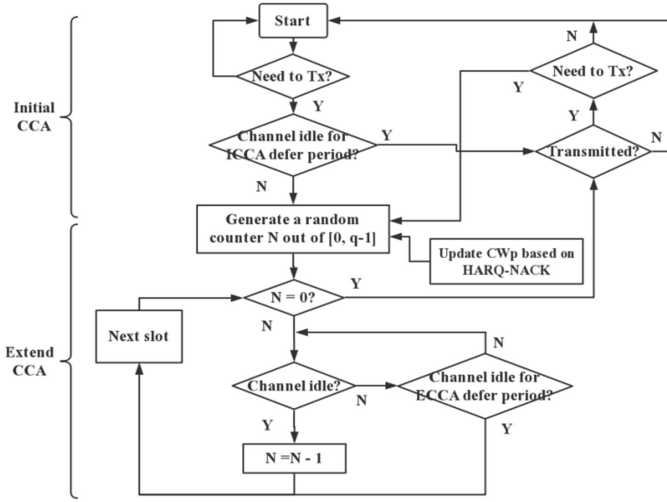 Start
Need to Tx?
Y
Channel idle for
ICCA defer period?
Y
N
Initial
CCA
N
Need to Tx?
Y
Y
Transmitted?
N
Generate a random
counter N out of [0, q-1]
Update CWp based on
HARQ-NACK
N = 0?
Y
N
Next slot
Extend
CCA
N
Channel idle?
N
Channel idle for
ECCA defer period?
Y
Y
N =N - 1